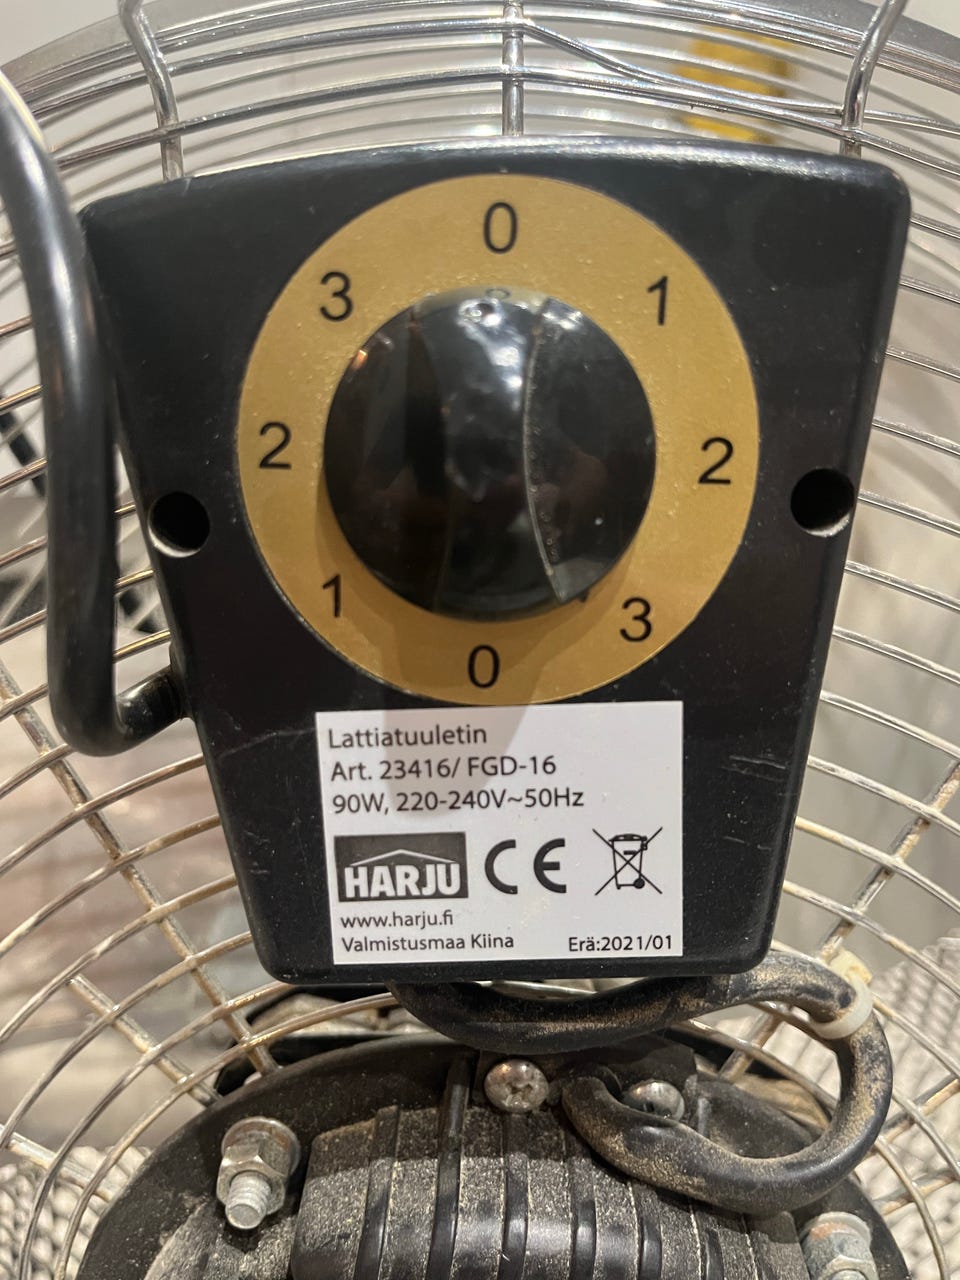 0
3 1
2 2
1 3
0
Lattiatuuletin
Art. 23416/ FGD-16
90W, 220-240V~50Hz
HARJU CE
www.harju.fi
Valmistusmaa Kiina Erä:2021/01